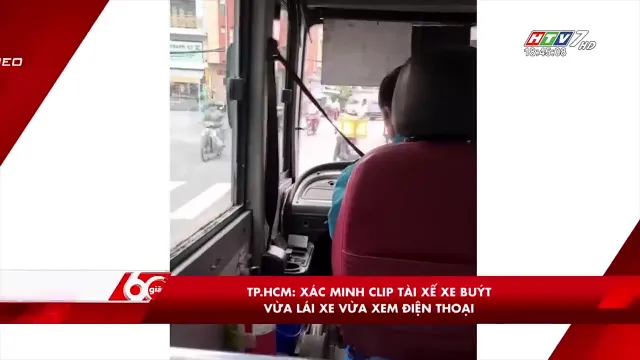 DEO
HTV7 HD
18:45:08
60 giây
TP.HCM: XÁC MINH CLIP TÀI XẾ XE BUÝT
VỪA LÁI XE VỪA XEM ĐIỆN THOẠI